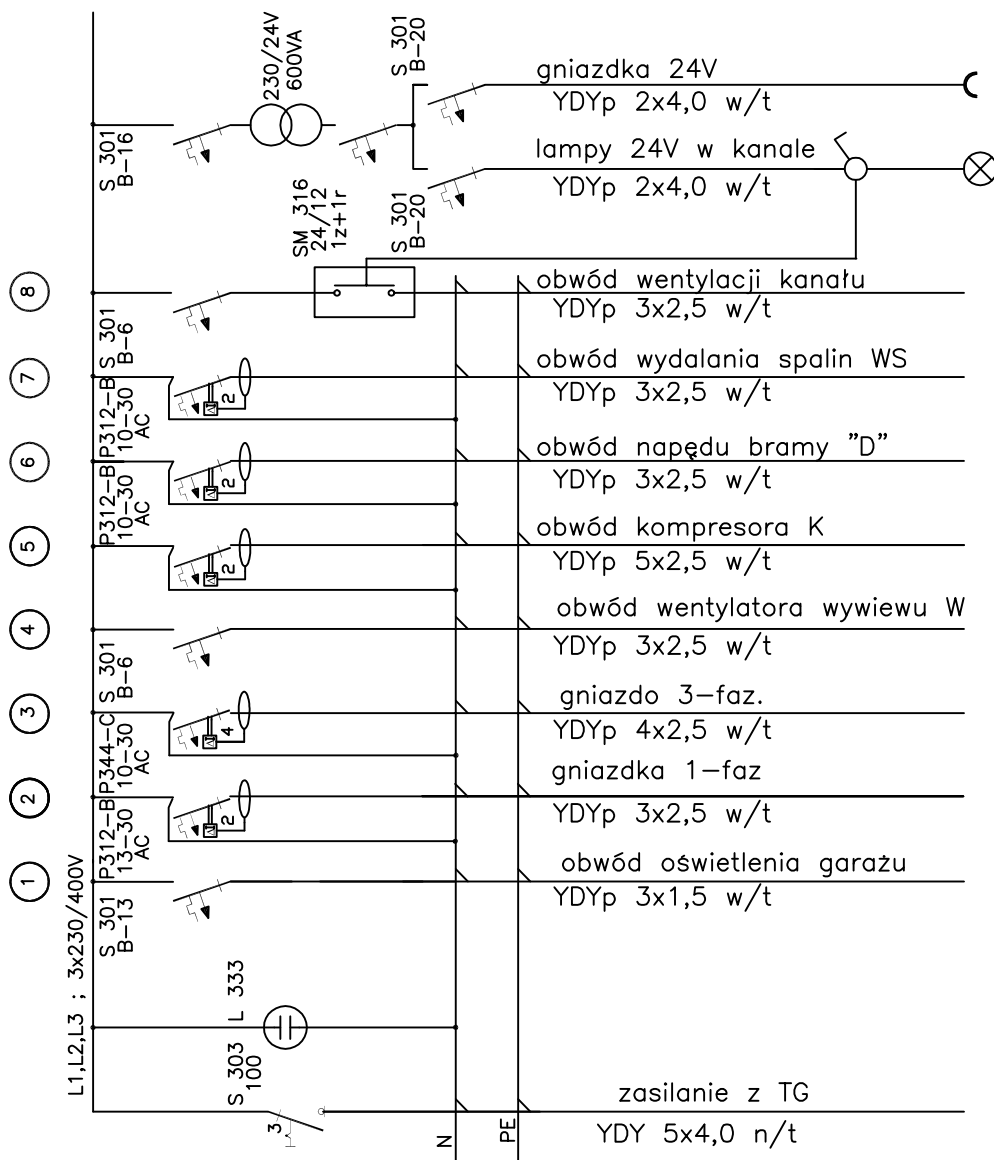 230/24V
600VA
S 301
B-20
gniazdka 24V
YDYp 2x4,0 w/t
S 301
B-16
lampy 24V w kanale
YDYp 2x4,0 w/t
SM 316
24/12
1z+1r
S 301
B-20
8
obwód wentylacji kanału
YDYp 3x2,5 w/t
S 301
B-6
7
obwód wydalania spalin WS
YDYp 3x2,5 w/t
2
P312-B
10-30
AC
6
obwód napędu bramy "D"
YDYp 3x2,5 w/t
2
P312-B
10-30
AC
5
obwód kompresora K
YDYp 5x2,5 w/t
2
4
obwód wentylatora wywiewu W
YDYp 3x2,5 w/t
S 301
B-6
3
gniazdo 3-faz.
YDYp 4x2,5 w/t
4
P344-C
10-30
AC
2
gniazdka 1-faz
YDYp 3x2,5 w/t
2
P312-B
13-30
AC
1
obwód oświetlenia garażu
YDYp 3x1,5 w/t
S 301
B-13
L1,L2,L3 ; 3x230/400V
L 333
S 303
100
3
zasilanie z TG
YDY 5x4,0 n/t
N
PE